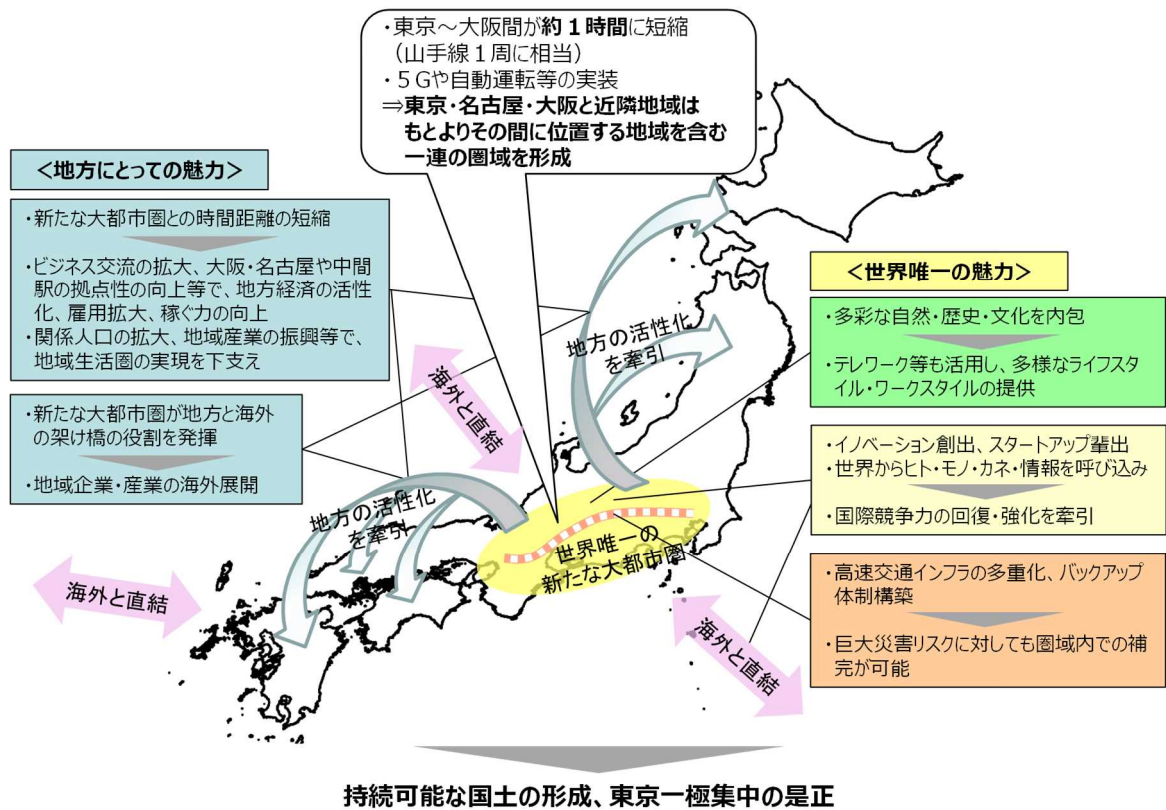 ・東京～大阪間が約１時間に短縮
（山手線１周に相当）
・５Gや自動運転等の実装
⇒東京・名古屋・大阪と近隣地域は
もとよりその間に位置する地域を含む
一連の圏域を形成
＜地方にとっての魅力＞
・新たな大都市圏との時間距離の短縮
・ビジネス交流の拡大、大阪・名古屋や中間
駅の拠点性の向上等で、地方経済の活性
化、雇用拡大、稼ぐ力の向上
・関係人口の拡大、地域産業の振興等で、
地域生活圏の実現を下支え
・新たな大都市圏が地方と海外
の架け橋の役割を発揮
・地域企業・産業の海外展開
地方の活性化
を牽引
海外と直結
地方の活性化
を牽引
海外と直結
世界唯一の
新たな大都市圏
海外と直結
＜世界唯一の魅力＞
・多彩な自然・歴史・文化を内包
・テレワーク等も活用し、多様なライフスタ
イル・ワークスタイルの提供
・イノベーション創出、スタートアップ輩出
・世界からヒト・モノ・カネ・情報を呼び込み
・国際競争力の回復・強化を牽引
・高速交通インフラの多重化、バックアップ
体制構築
・巨大災害リスクに対しても圏域内での補
完が可能
持続可能な国土の形成、東京一極集中の是正